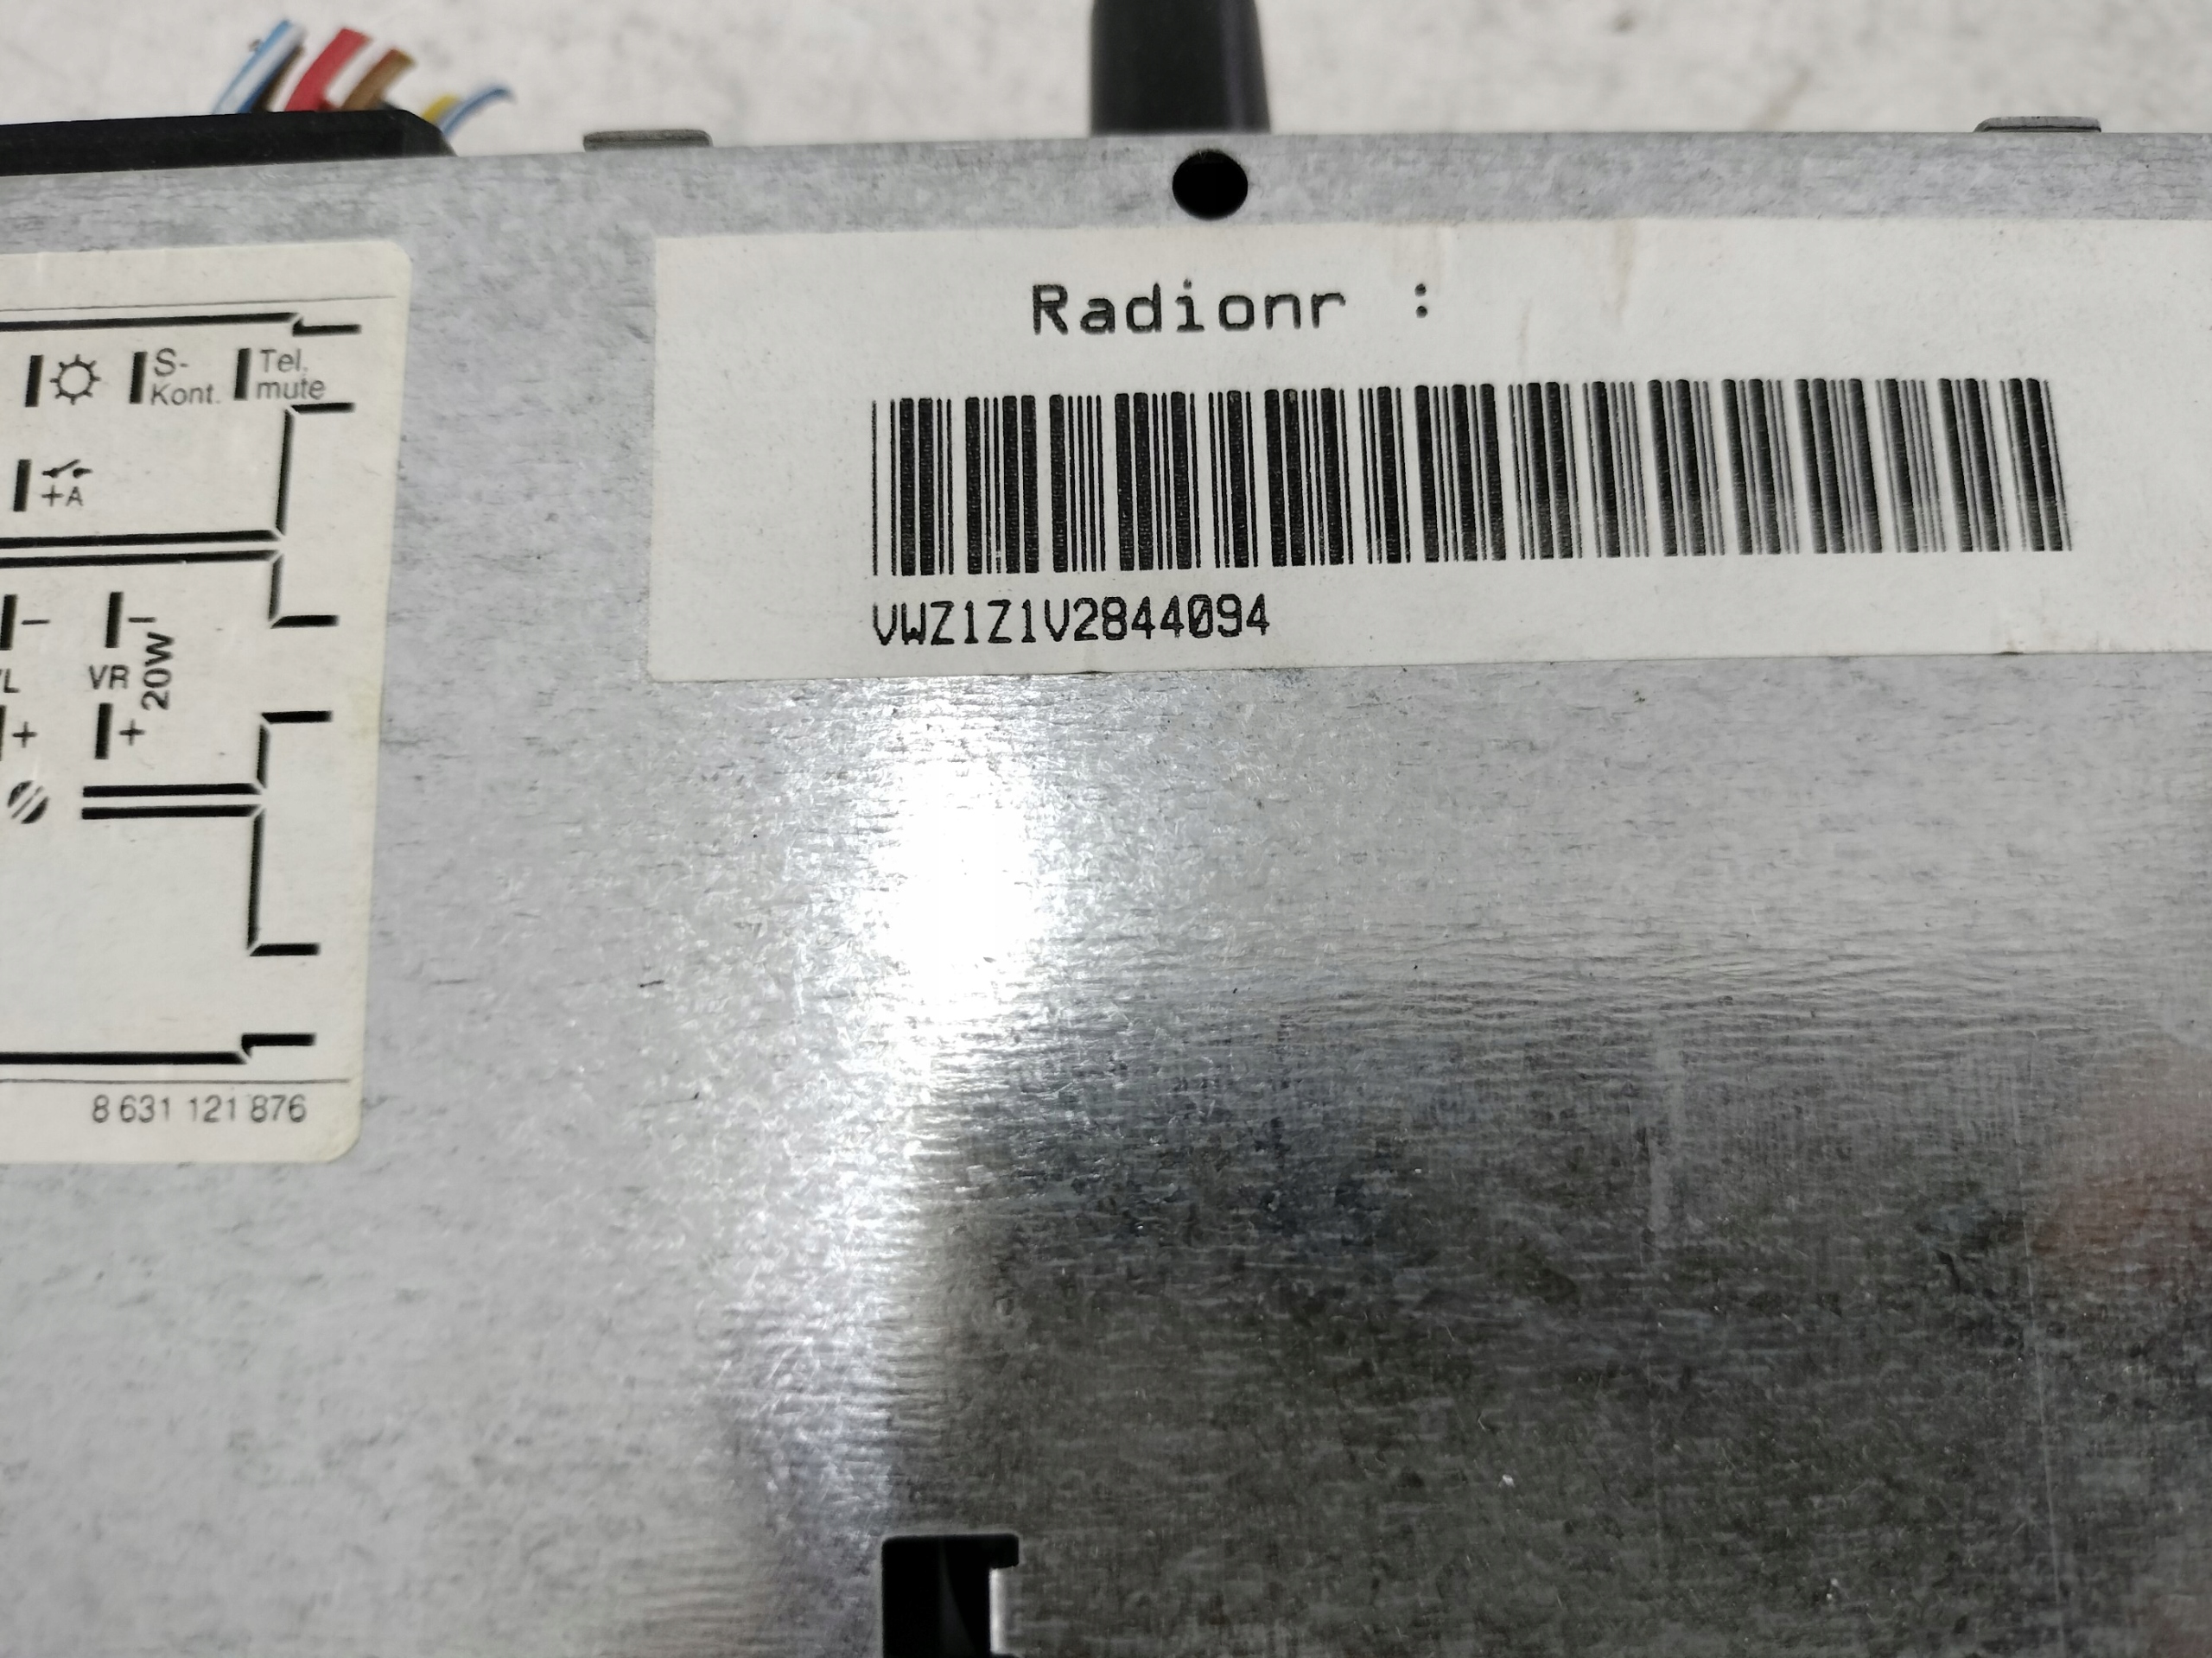 Radionr :
VWZ1Z1V2844094
S-
Kont.
Tel.
mute
+A
-
-
20W
VR
+
+
8 631 121 876